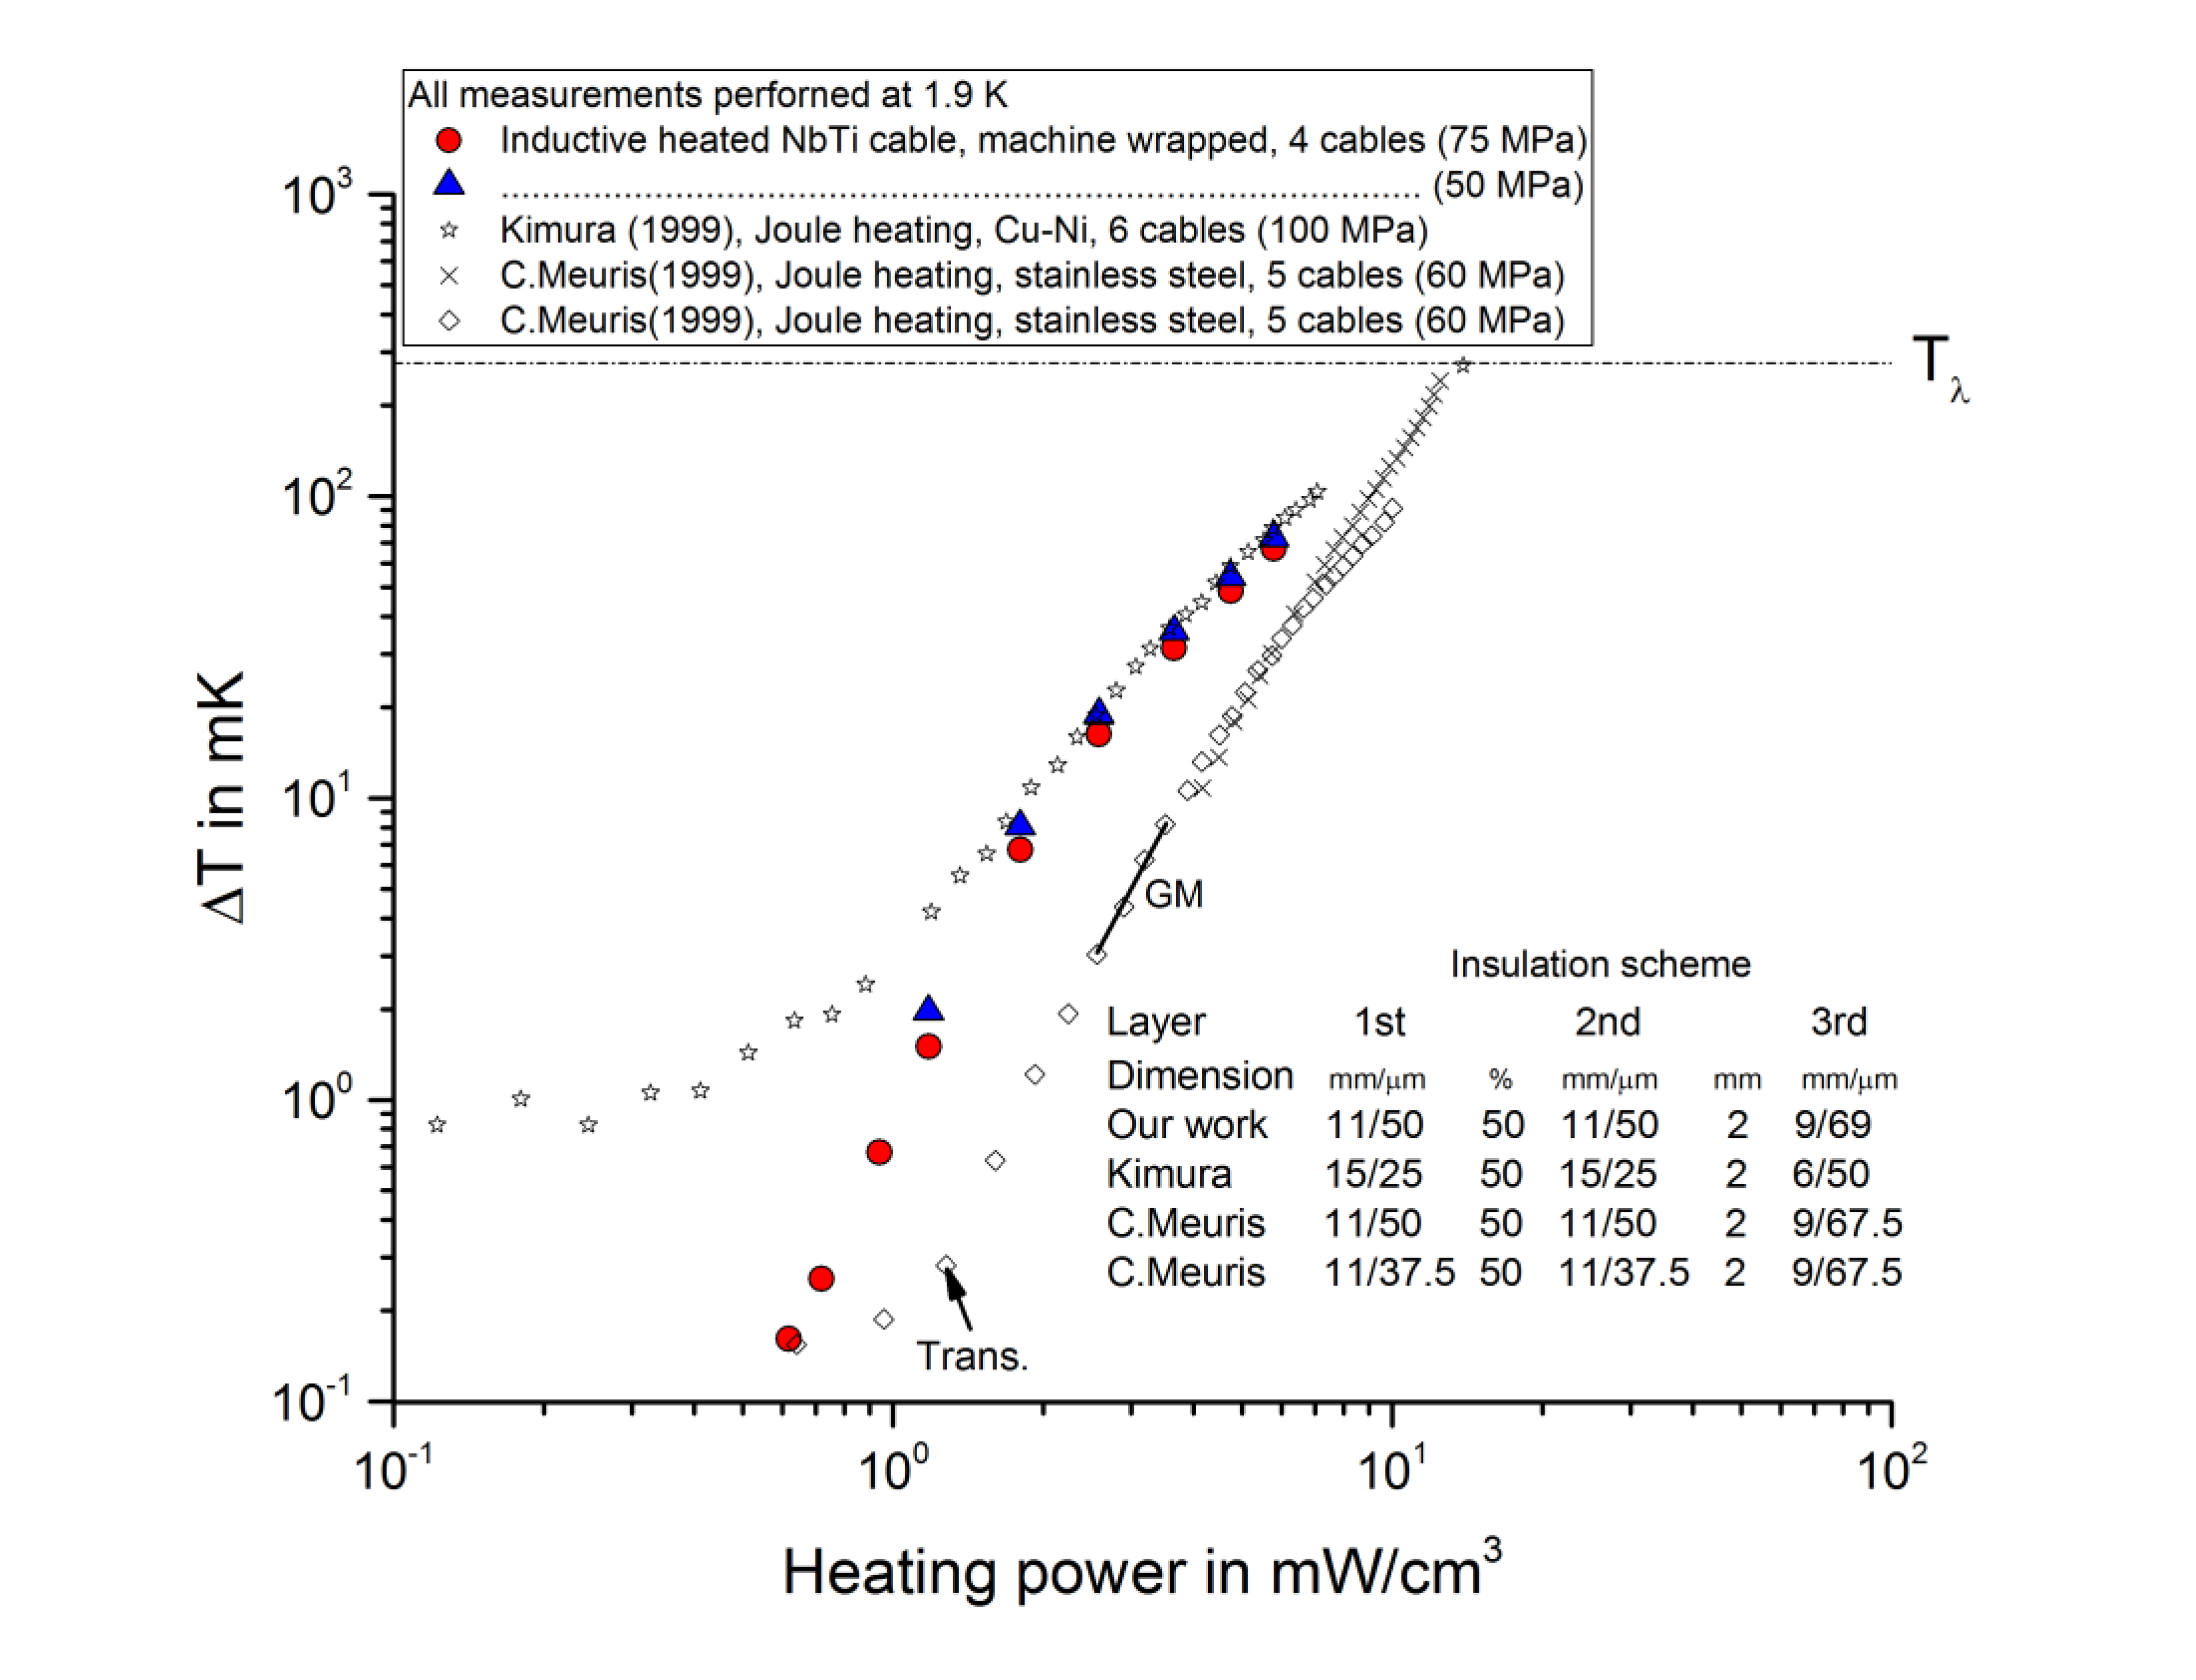 All measurements perforned at 1.9 K
Inductive heated NbTi cable, machine wrapped, 4 cables (75 MPa)
.................................................................................... (50 MPa)
Kimura (1999), Joule heating, Cu-Ni, 6 cables (100 MPa)
C.Meuris(1999), Joule heating, stainless steel, 5 cables (60 MPa)
C.Meuris(1999), Joule heating, stainless steel, 5 cables (60 MPa)
Tλ
10³
10²
10¹
10⁰
10⁻¹
ΔT in mK
GM
Trans.
Insulation scheme
Layer 1st 2nd 3rd
Dimension mm/μm % mm/μm mm mm/μm
Our work 11/50 50 11/50 2 9/69
Kimura 15/25 50 15/25 2 6/50
C.Meuris 11/50 50 11/50 2 9/67.5
C.Meuris 11/37.5 50 11/37.5 2 9/67.5
10⁻¹ 10⁰ 10¹ 10²
Heating power in mW/cm³